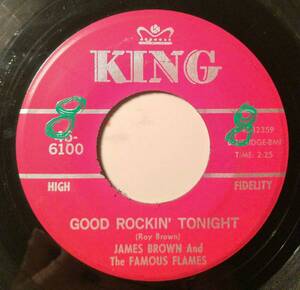 KING
8
8
6100
12359
TIME: 2:25
HIGH
FIDELITY
GOOD ROCKIN' TONIGHT
(Roy Brown)
JAMES BROWN And
The FAMOUS FLAMES